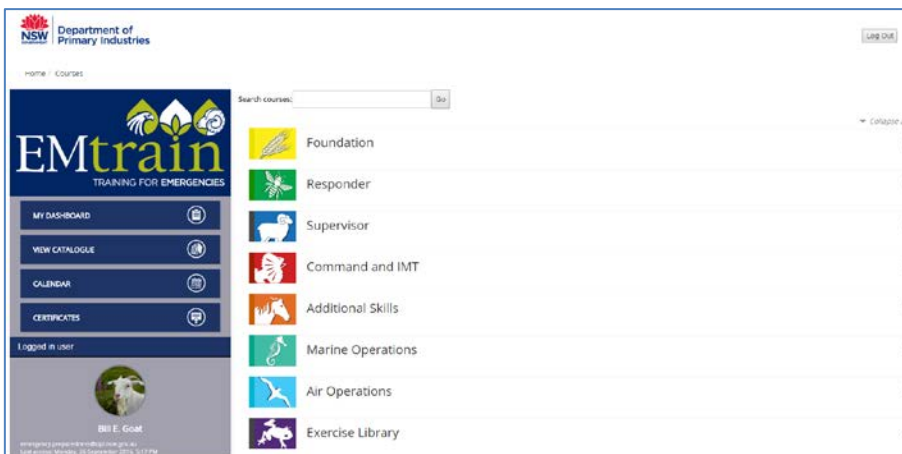 NSW
GOVERNMENT
Department of
Primary Industries
Log Out
Home / Courses
Search courses:
Go
Collapse
EMtrain
TRAINING FOR EMERGENCIES
MY DASHBOARD
VIEW CATALOGUE
CALENDAR
CERTIFICATES
Logged in user
Bill E. Goat
Foundation
Responder
Supervisor
Command and IMT
Additional Skills
Marine Operations
Air Operations
Exercise Library